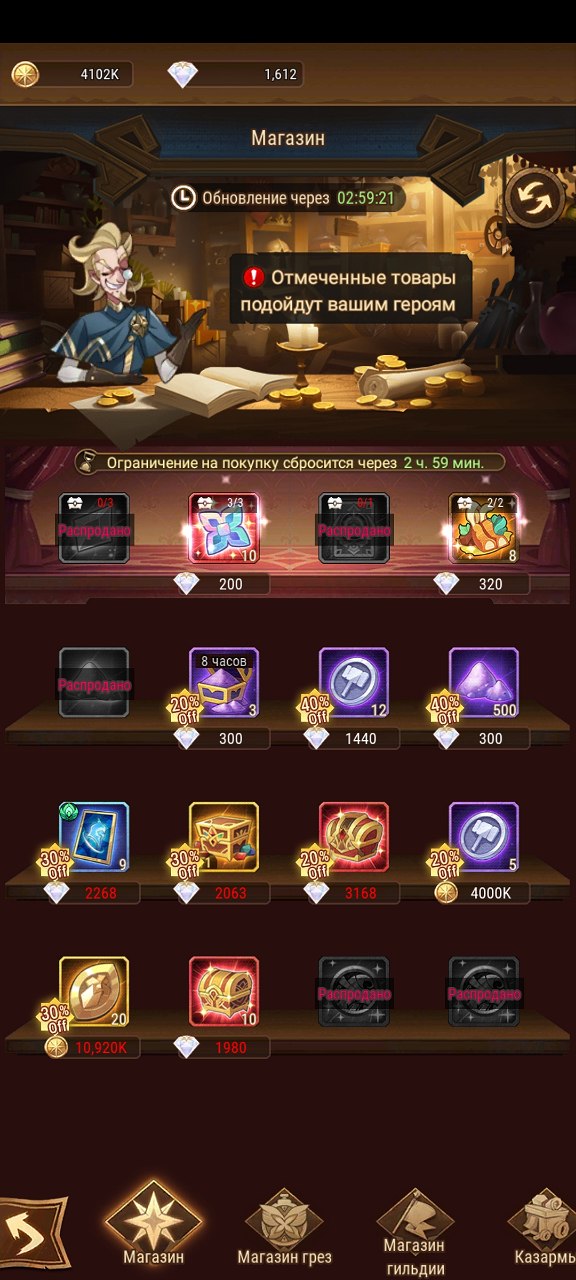 4102K 1,612
Магазин
Обновление через 02:59:21
Отмеченные товары
подойдут вашим героям
Ограничение на покупку сбросится через 2 ч. 59 мин.
0/3 3/3 0/1 2/2
Распродано Распродано
10 8
200 320
8 часов
Распродано
20% Off 3 40% Off 12 40% Off 500
300 1440 300
30% Off 9 30% Off 1 20% Off 20% Off 5
2268 2063 3168 4000K
Распродано Распродано
30% Off 20 10
10,920K 1980
Магазин Магазин грез Магазин гильдии Казармы